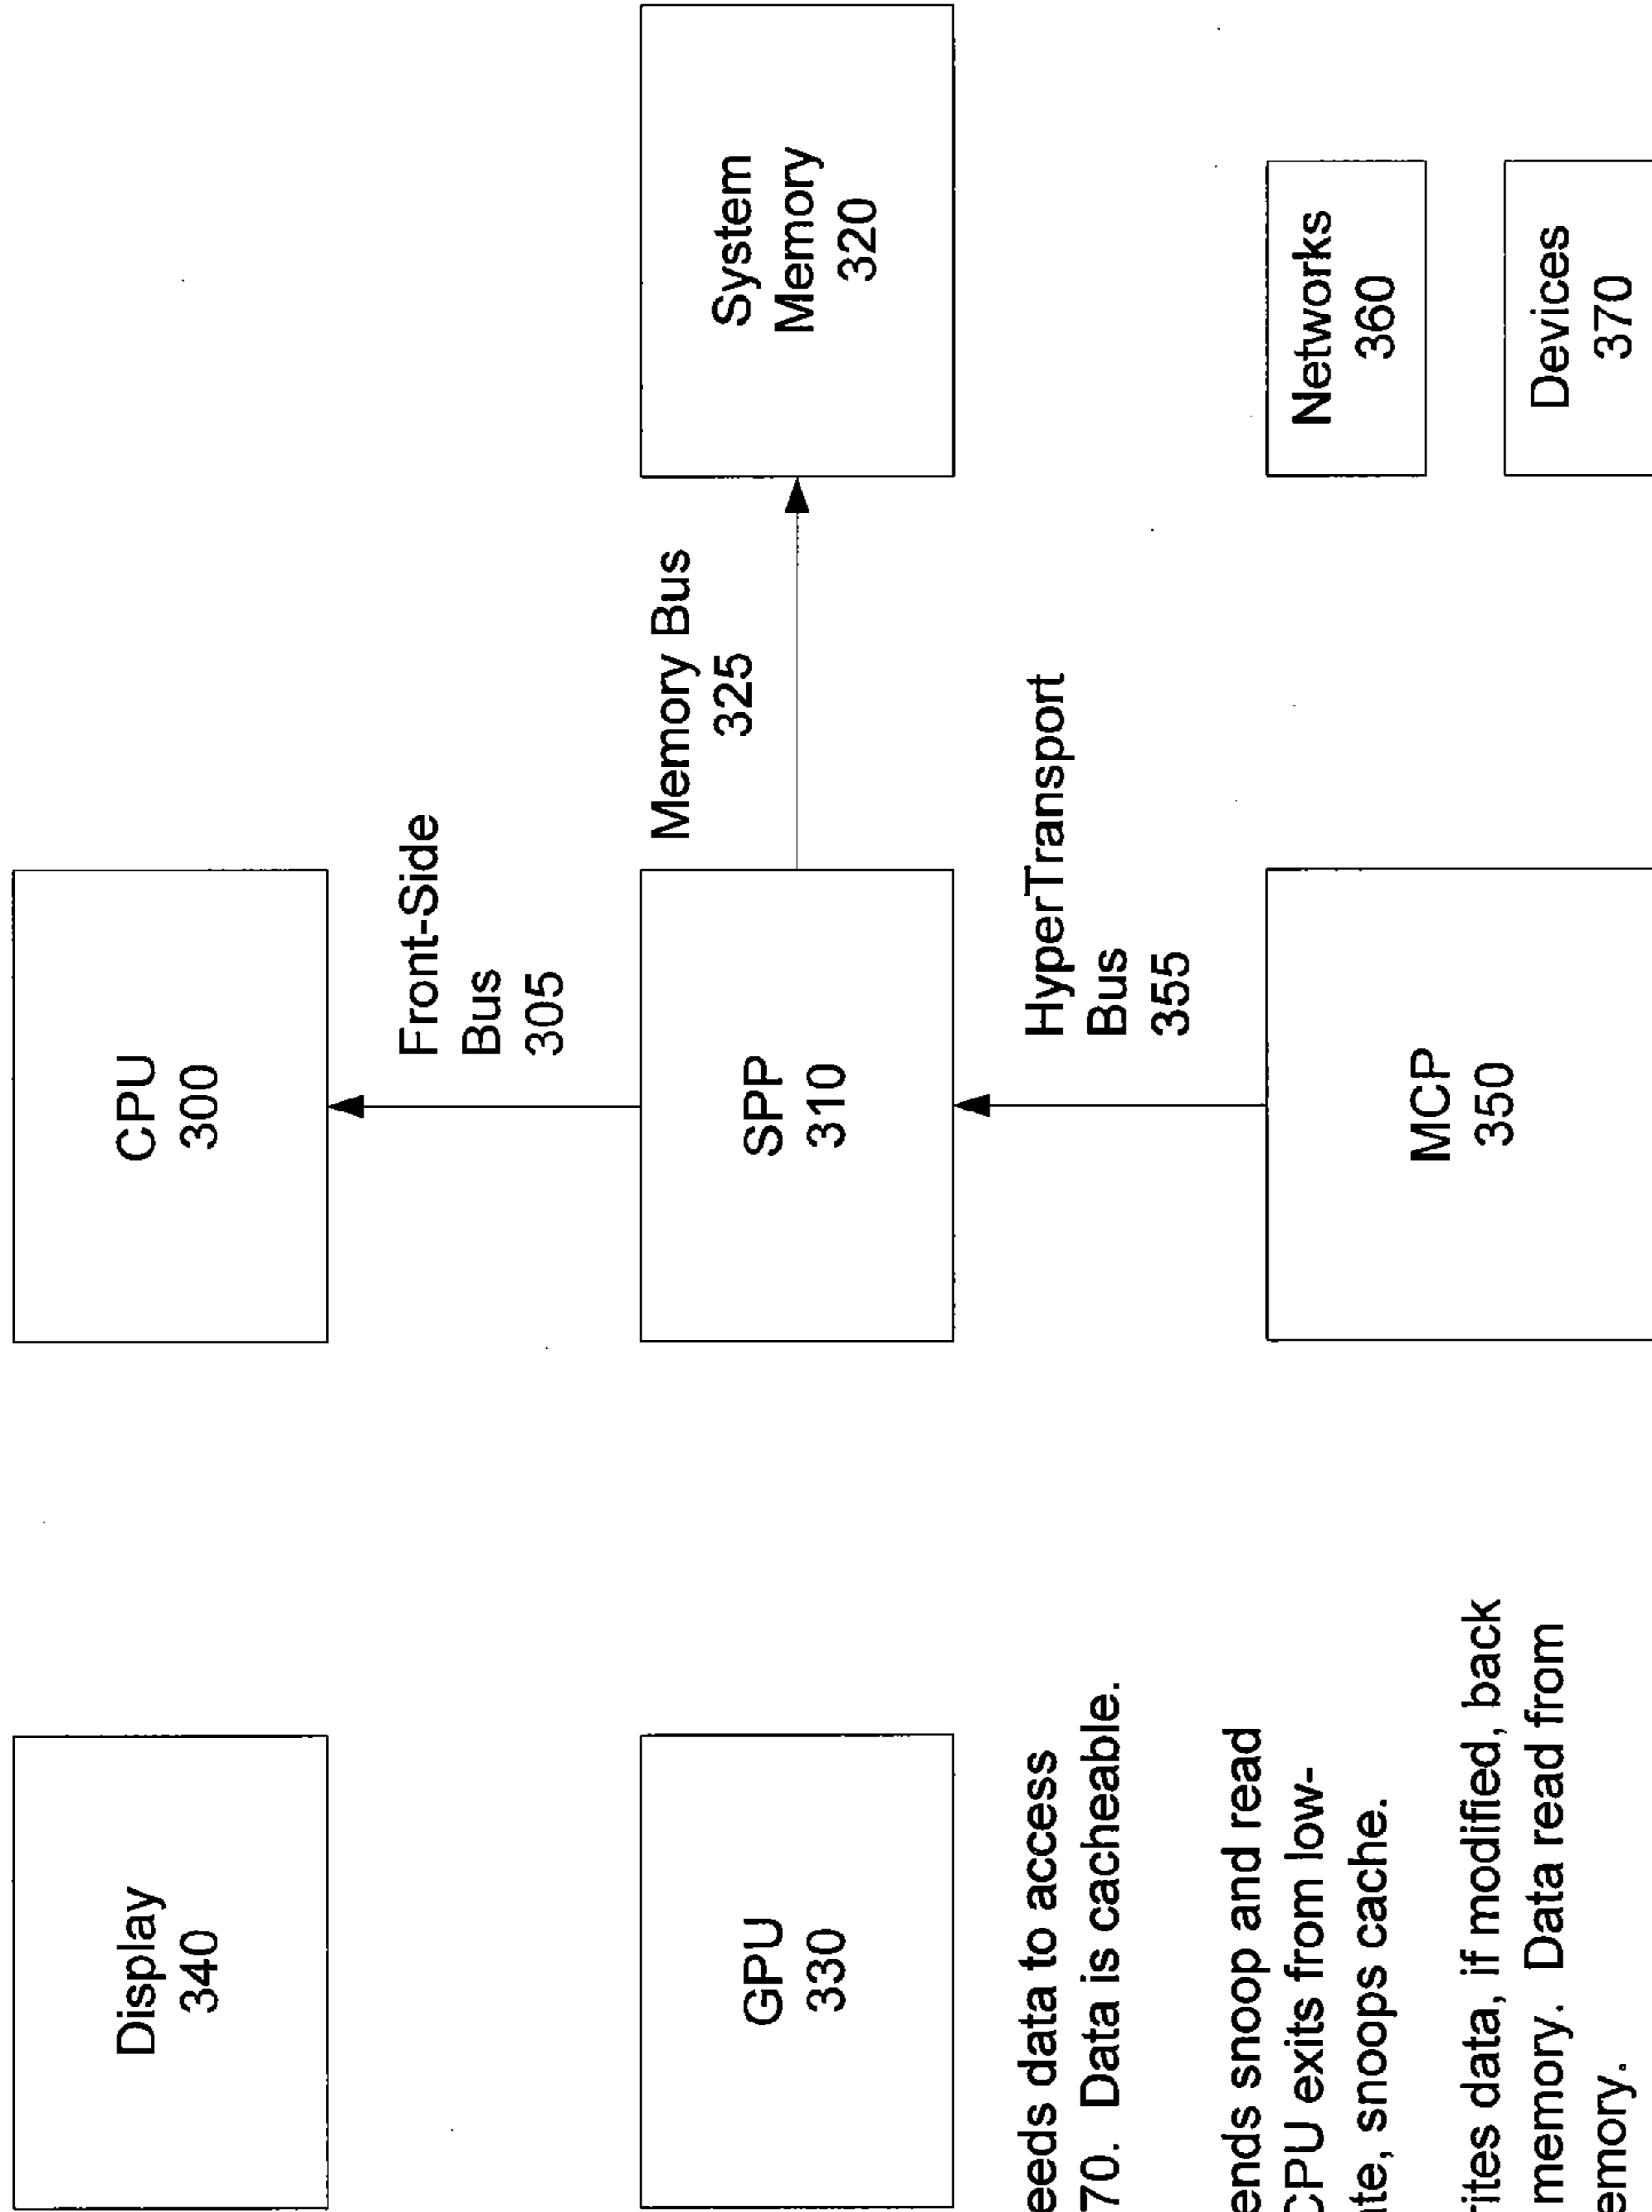 Display
340
CPU
300
Front-Side
Bus
305
GPU
330
SPP
310
Memory Bus
325
System
Memory
320
eeds data to access
70. Data is cacheable.
HyperTransport
Bus
355
ends snoop and read
CPU exits from low-
te, snoops cache.
rites data, if modified, back
memory. Data read from
emory.
MCP
350
Networks
360
Devices
370